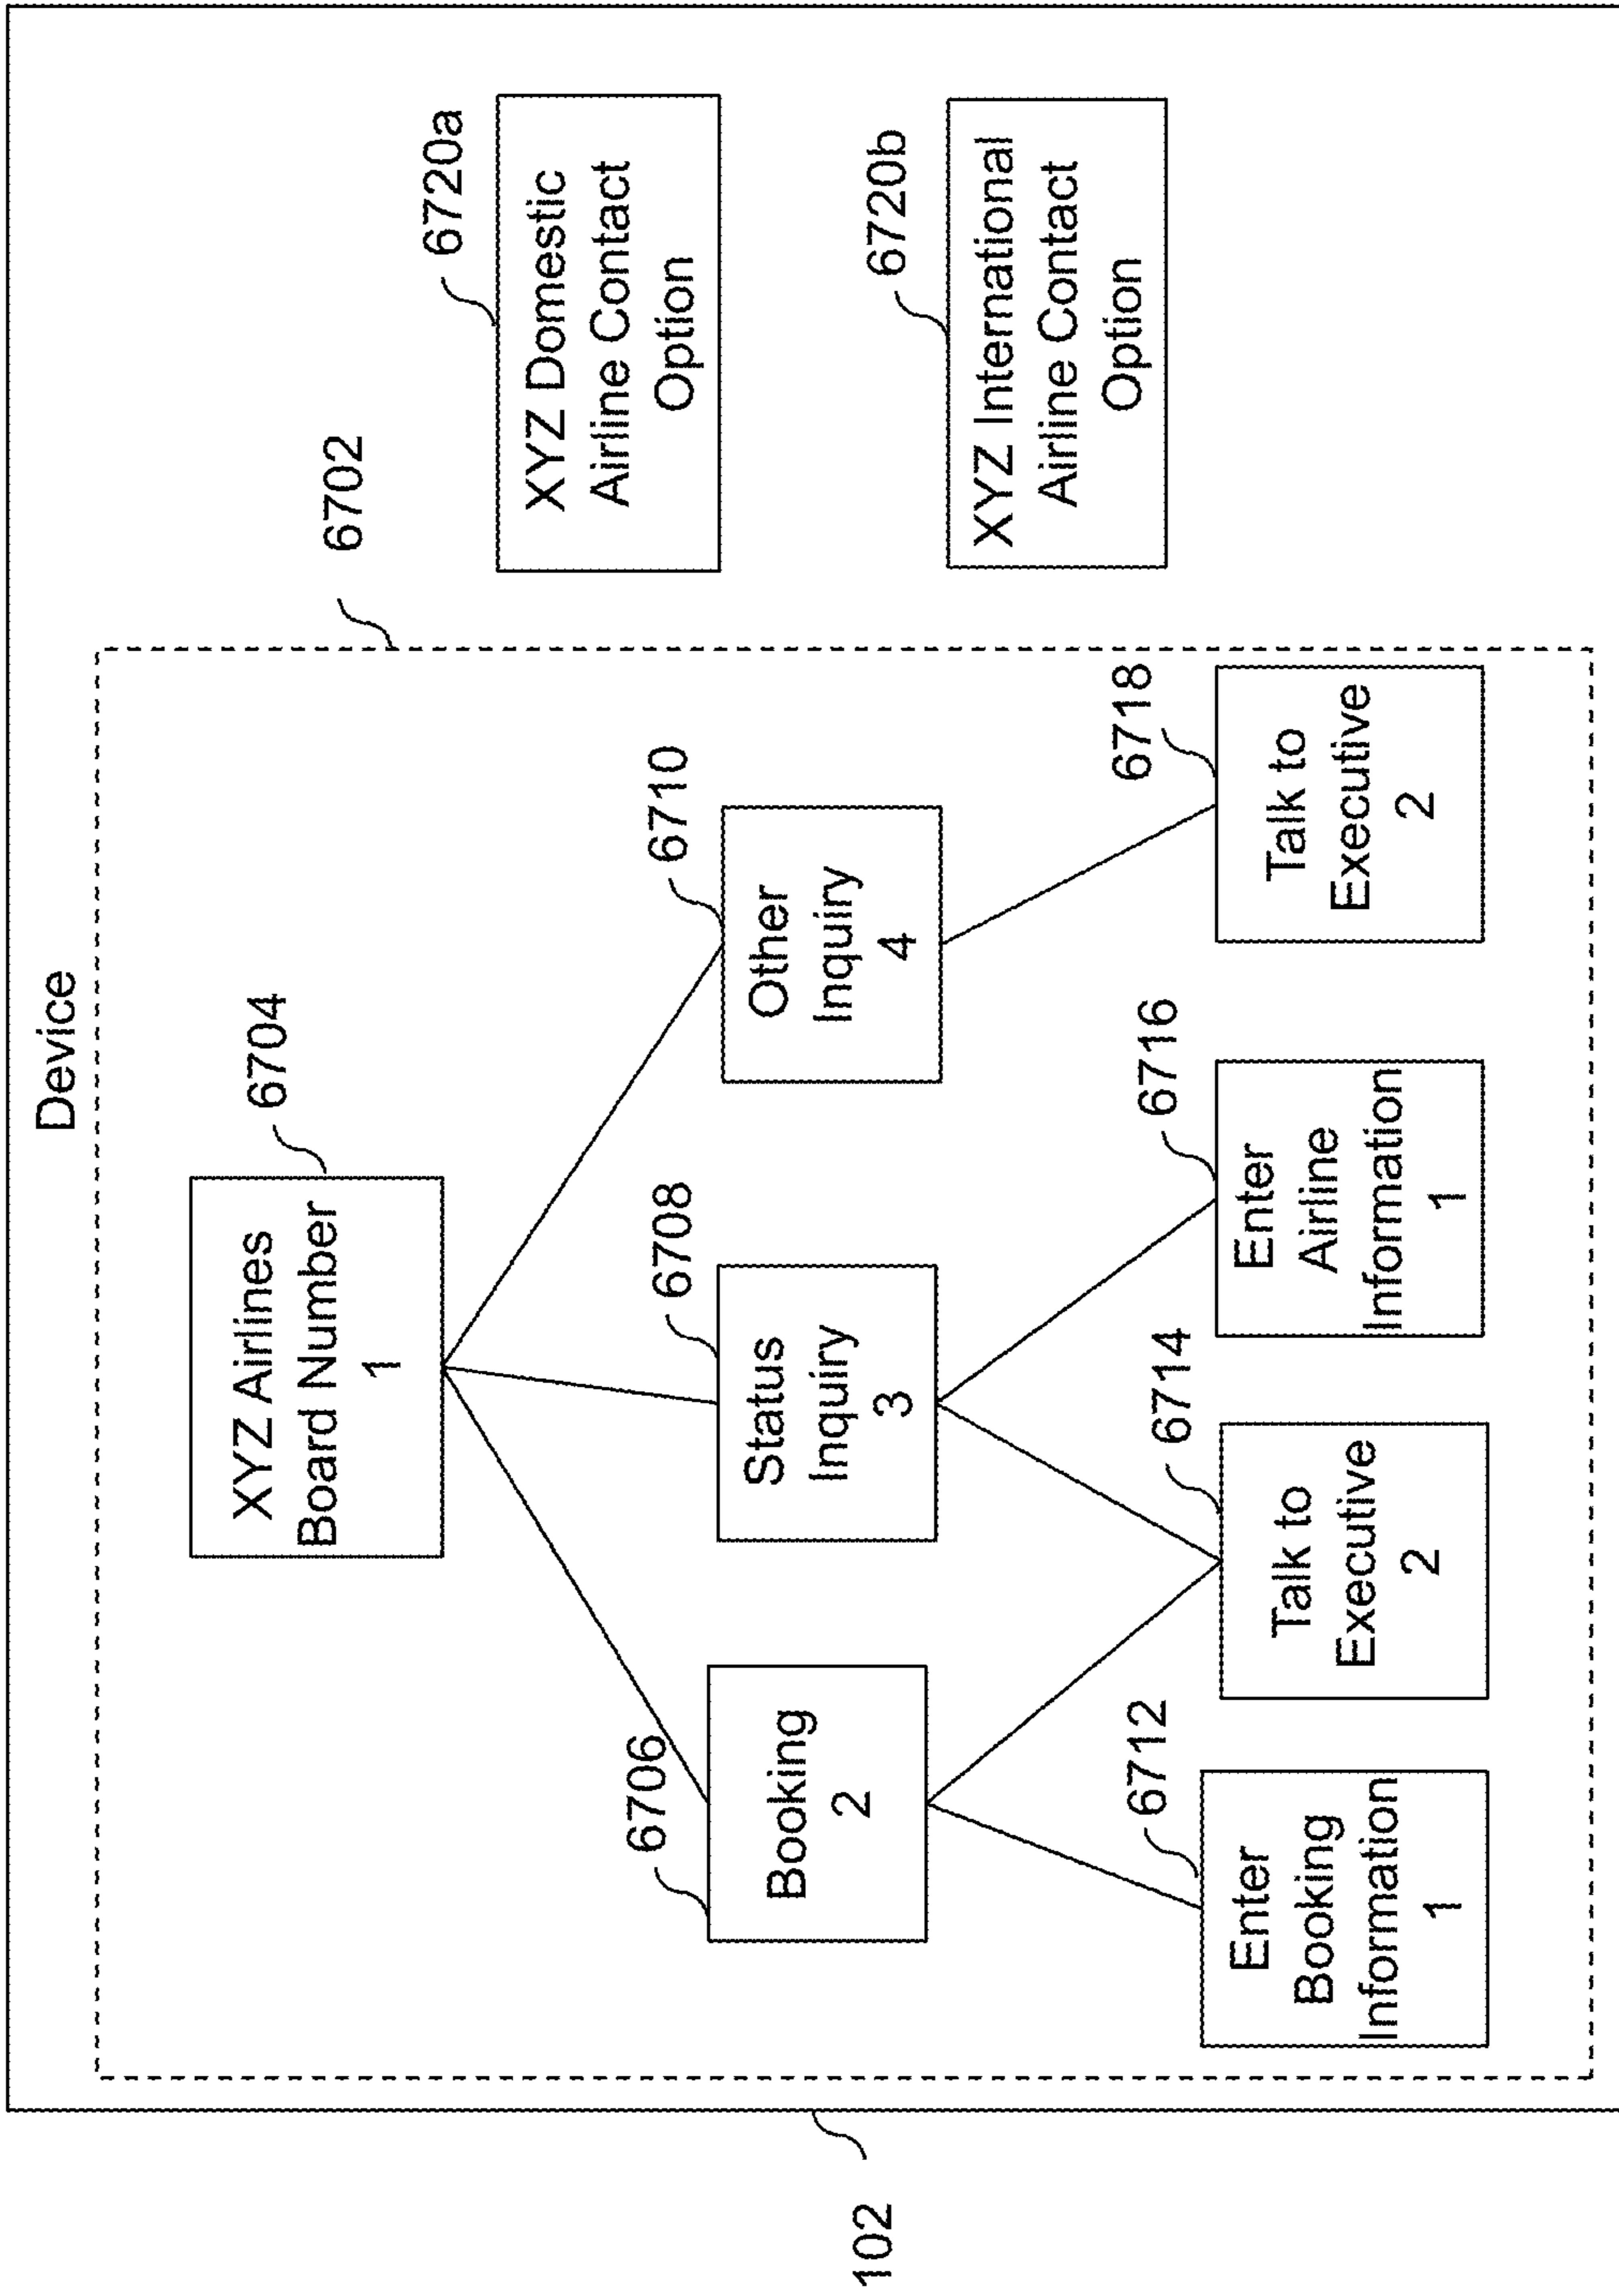 Device
102
6702
XYZ Airlines
Board Number
1
6704
6706
Booking
2
6708
Status
Inquiry
3
6710
Other
Inquiry
4
6712
Enter
Booking
Information
1
6714
Talk to
Executive
2
6716
Enter
Airline
Information
1
6718
Talk to
Executive
2
6720a
XYZ Domestic
Airline Contact
Option
6720b
XYZ International
Airline Contact
Option